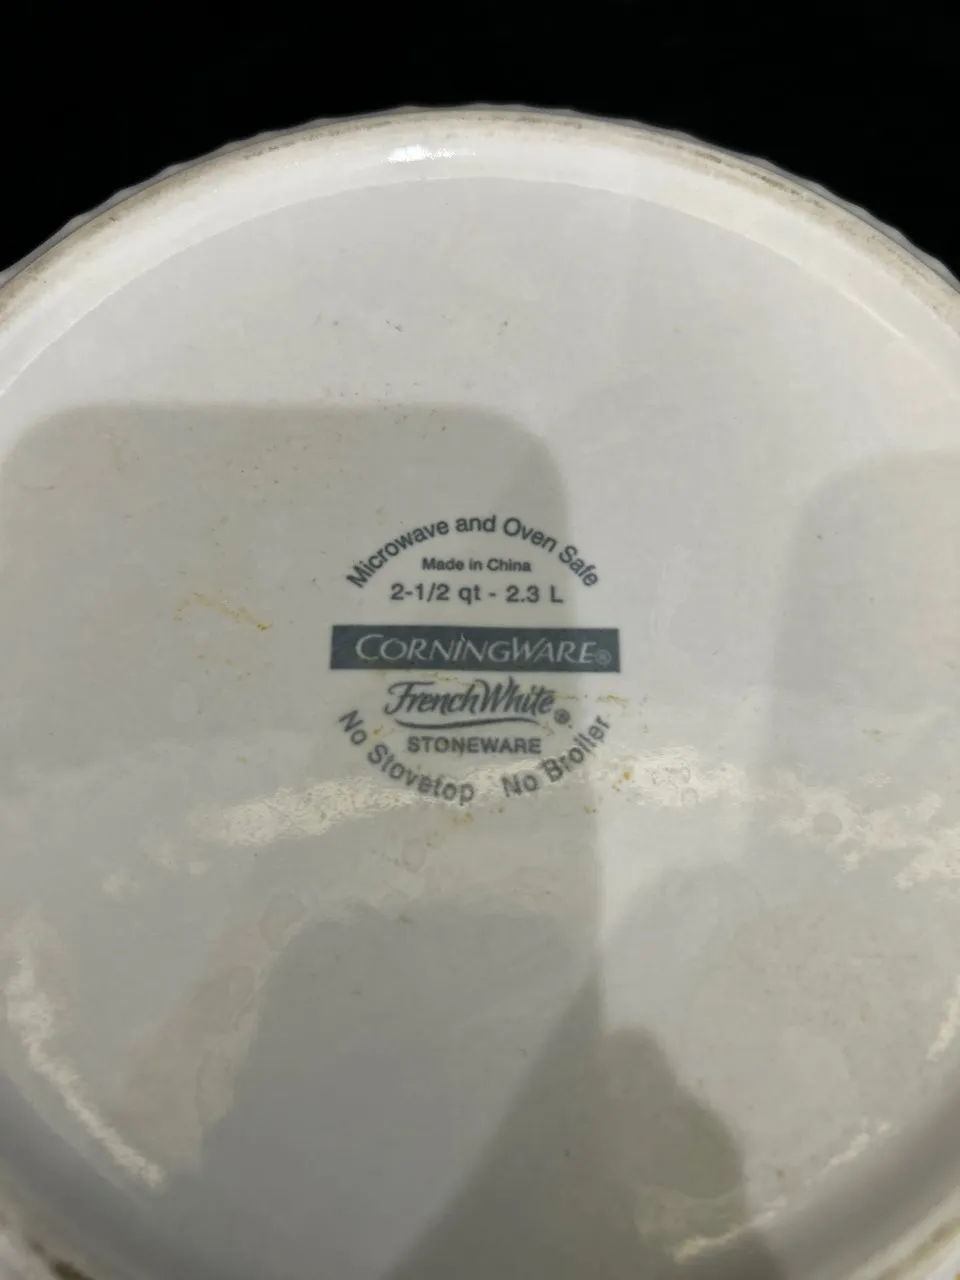 Microwave and Oven Safe
Made in China
2-1/2 qt - 2.3 L
CORNINGWARE®
French White®
STONEWARE
No Stovetop No Broiler